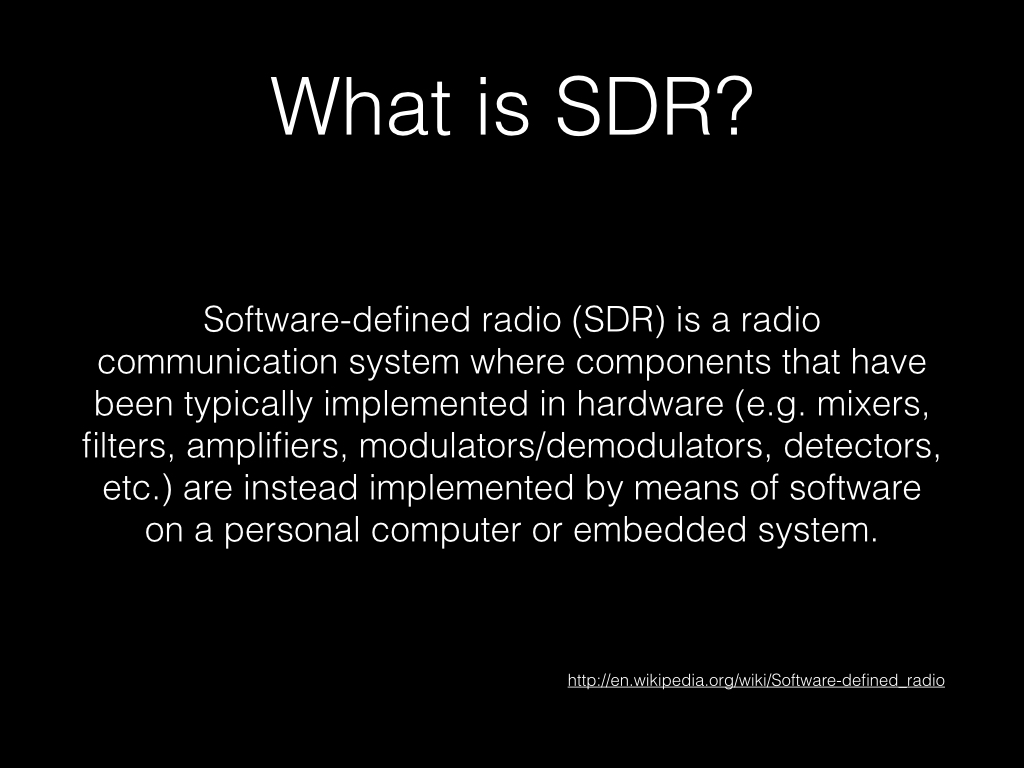 What is SDR?
Software-defined radio (SDR) is a radio
communication system where components that have
been typically implemented in hardware (e.g. mixers,
filters, amplifiers, modulators/demodulators, detectors,
etc.) are instead implemented by means of software
on a personal computer or embedded system.
http://en.wikipedia.org/wiki/Software-defined_radio